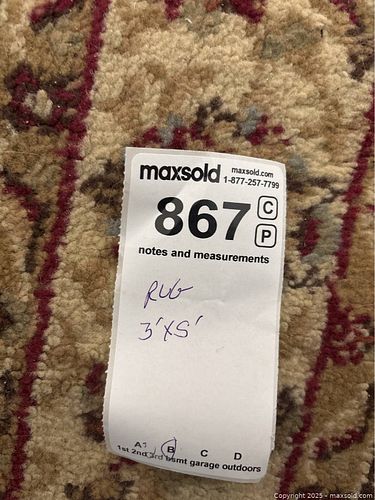 maxsold maxsold.com
1-877-257-7799
867 C
P
notes and measurements
RUG
3'X5'
A B C D
1st 2nd 3rd bsmt garage outdoors
Copyright 2025 - maxsold.com